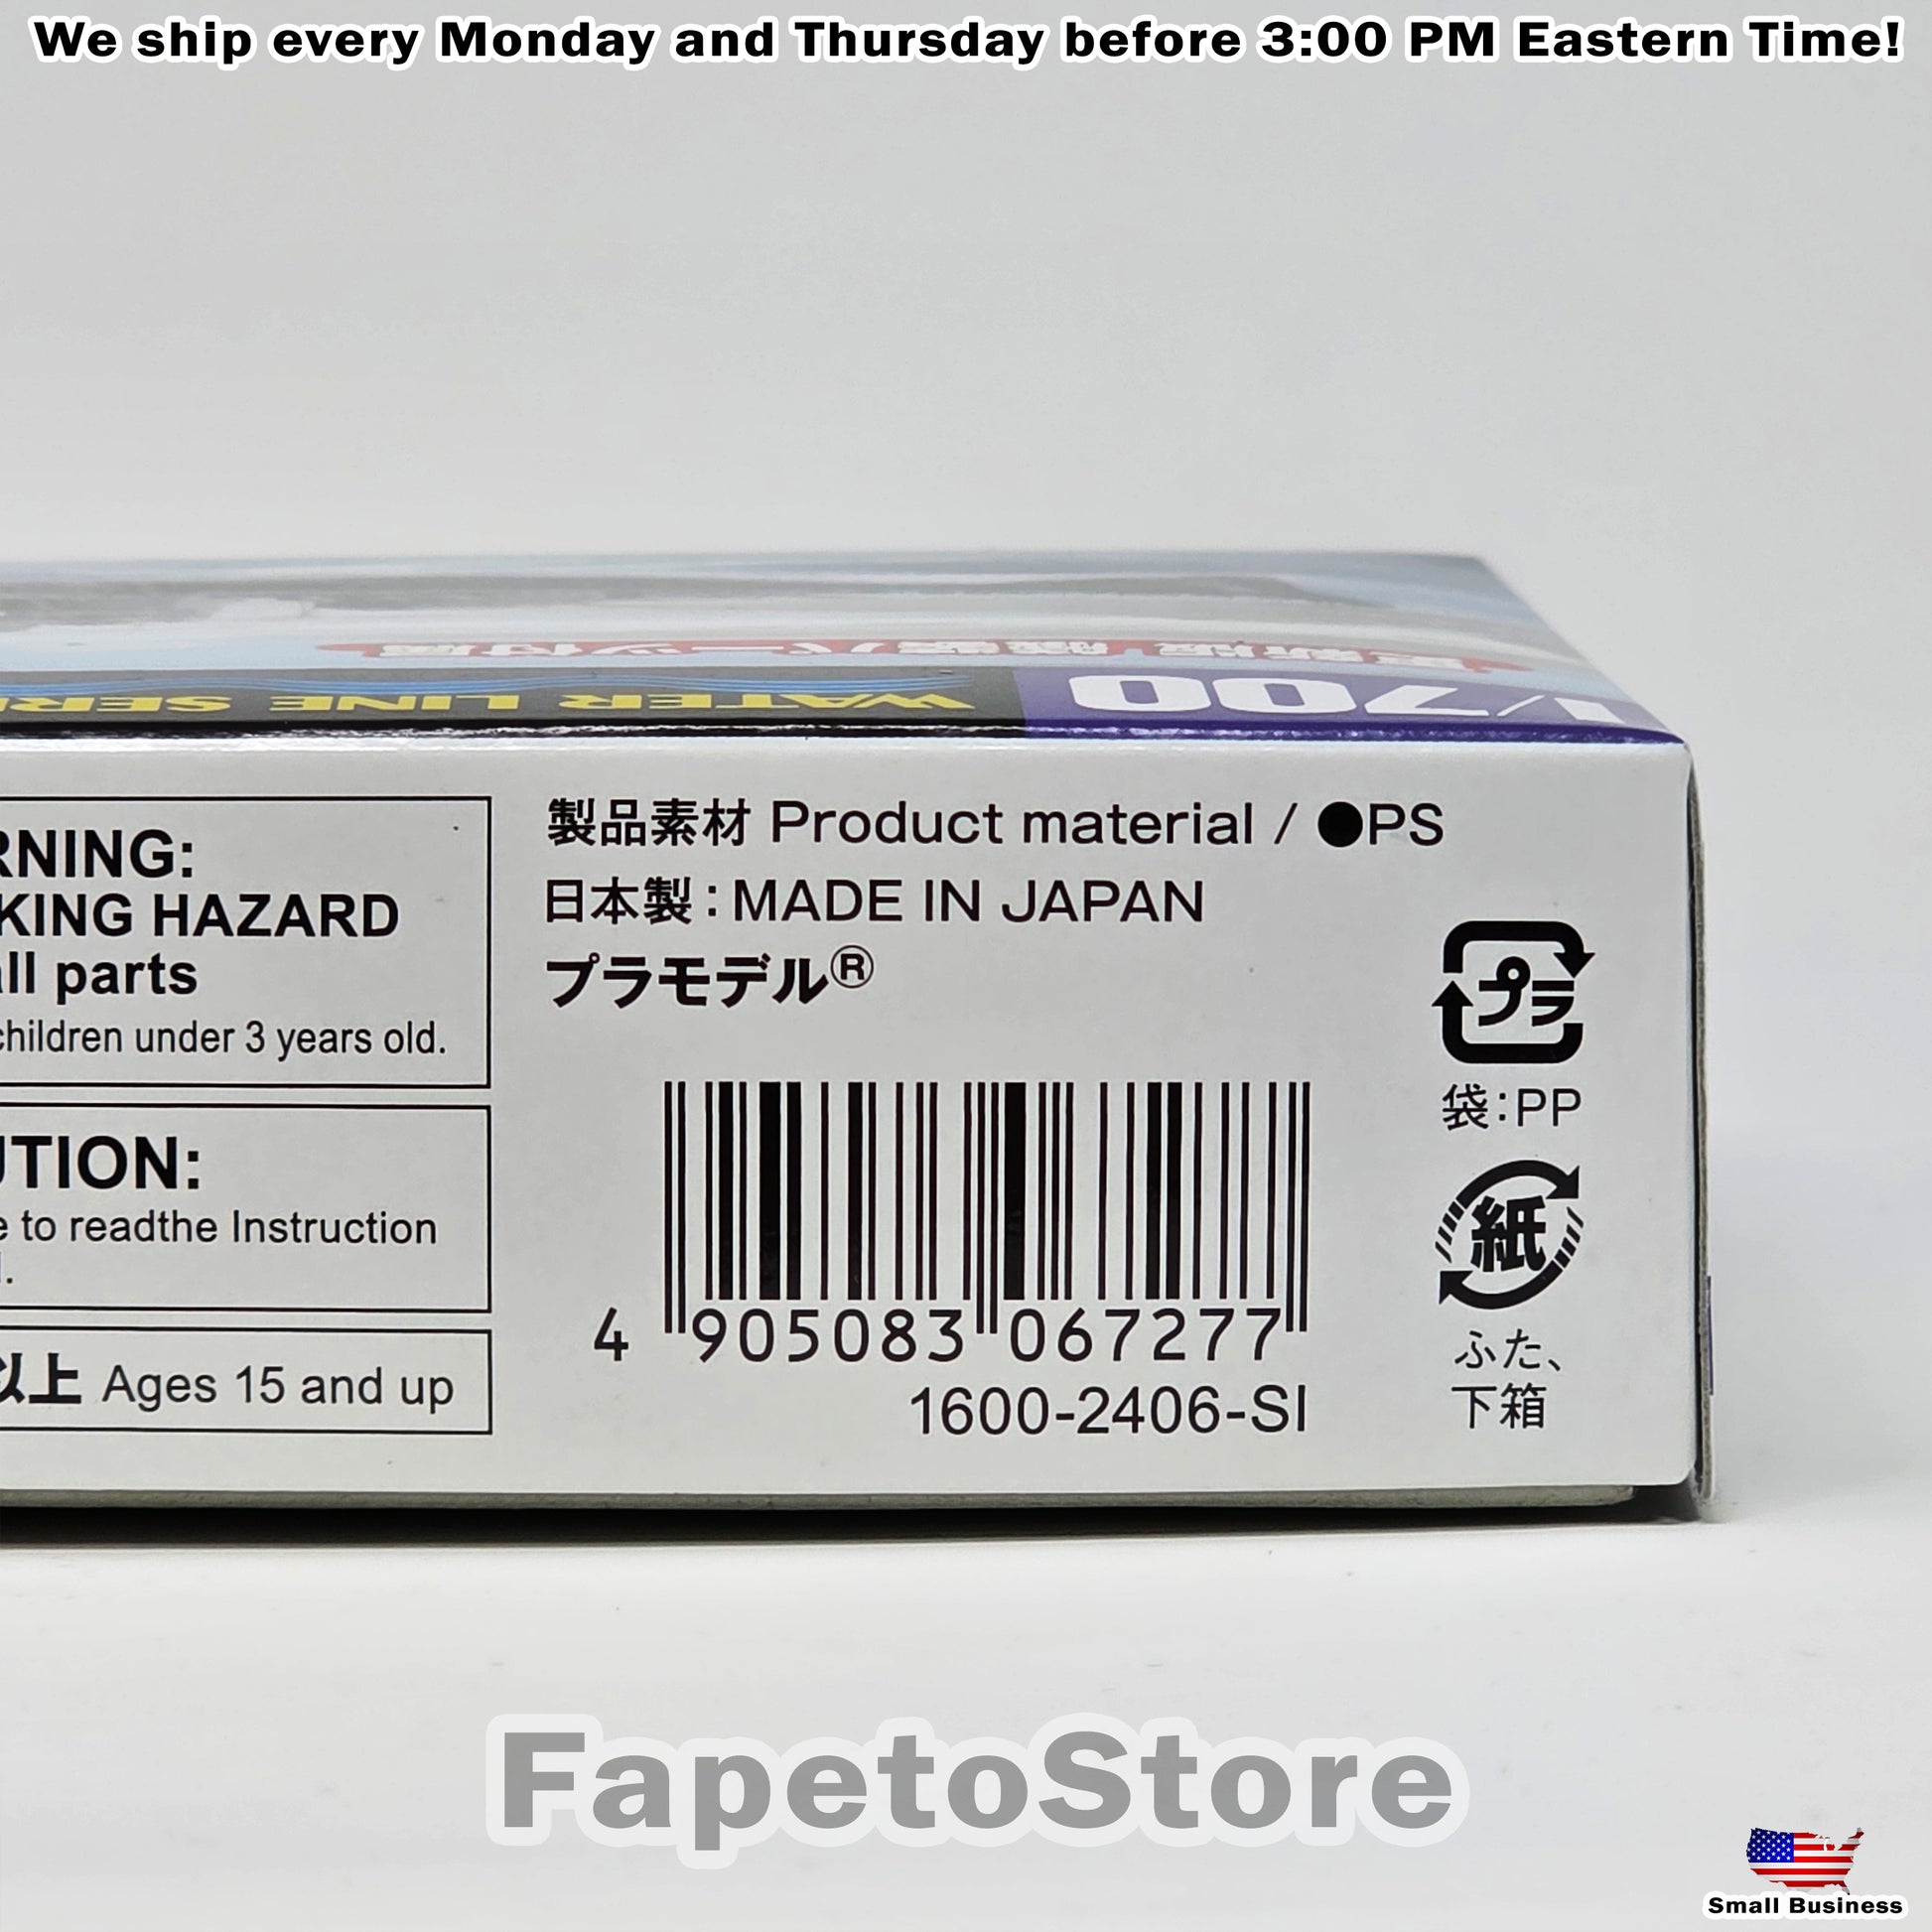 We ship every Monday and Thursday before 3:00 PM Eastern Time!
1/700
WATER LINE SERI
RNING:
KING HAZARD
all parts
children under 3 years old.
UTION:
e to readthe Instruction
以上 Ages 15 and up
製品素材 Product material / ●PS
日本製:MADE IN JAPAN
プラモデル®
4 905083 067277
1600-2406-SI
プラ
袋:PP
紙
ふた、
下箱
FapetoStore
Small Business